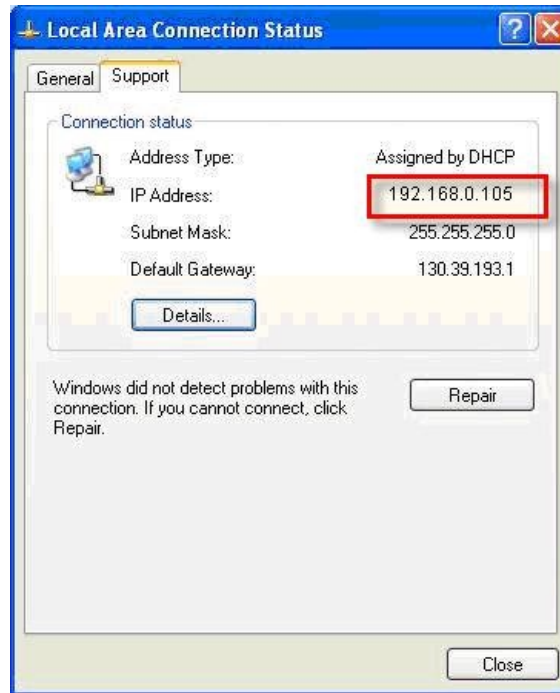 Local Area Connection Status
General Support
Connection status
Address Type: Assigned by DHCP
IP Address: 192.168.0.105
Subnet Mask: 255.255.255.0
Default Gateway: 130.39.193.1
Details...
Windows did not detect problems with this
connection. If you cannot connect, click
Repair.
Repair
Close